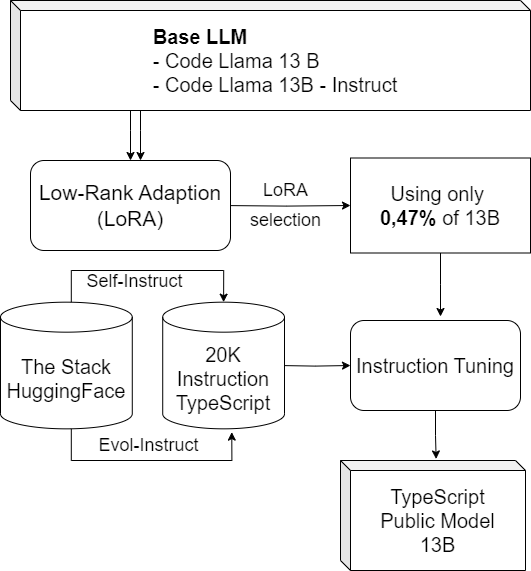 Base LLM
- Code Llama 13 B
- Code Llama 13B - Instruct
Low-Rank Adaption
(LoRA)
LoRA
selection
Using only
0,47% of 13B
Self-Instruct
The Stack
HuggingFace
20K
Instruction
TypeScript
Evol-Instruct
Instruction Tuning
TypeScript
Public Model
13B